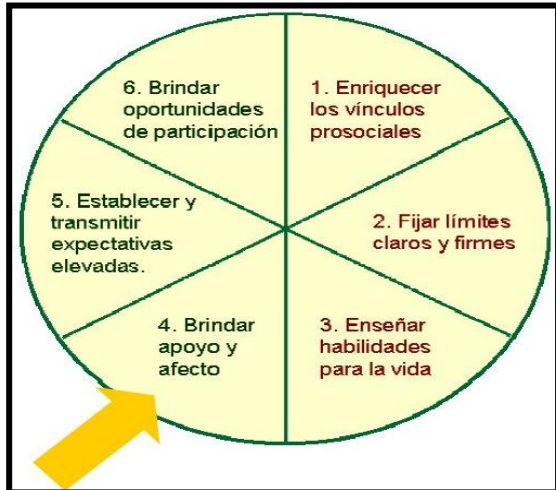 1. Enriquecer
los vínculos
prosociales
2. Fijar límites
claros y firmes
3. Enseñar
habilidades
para la vida
4. Brindar
apoyo y
afecto
5. Establecer y
transmitir
expectativas
elevadas.
6. Brindar
oportunidades
de participación